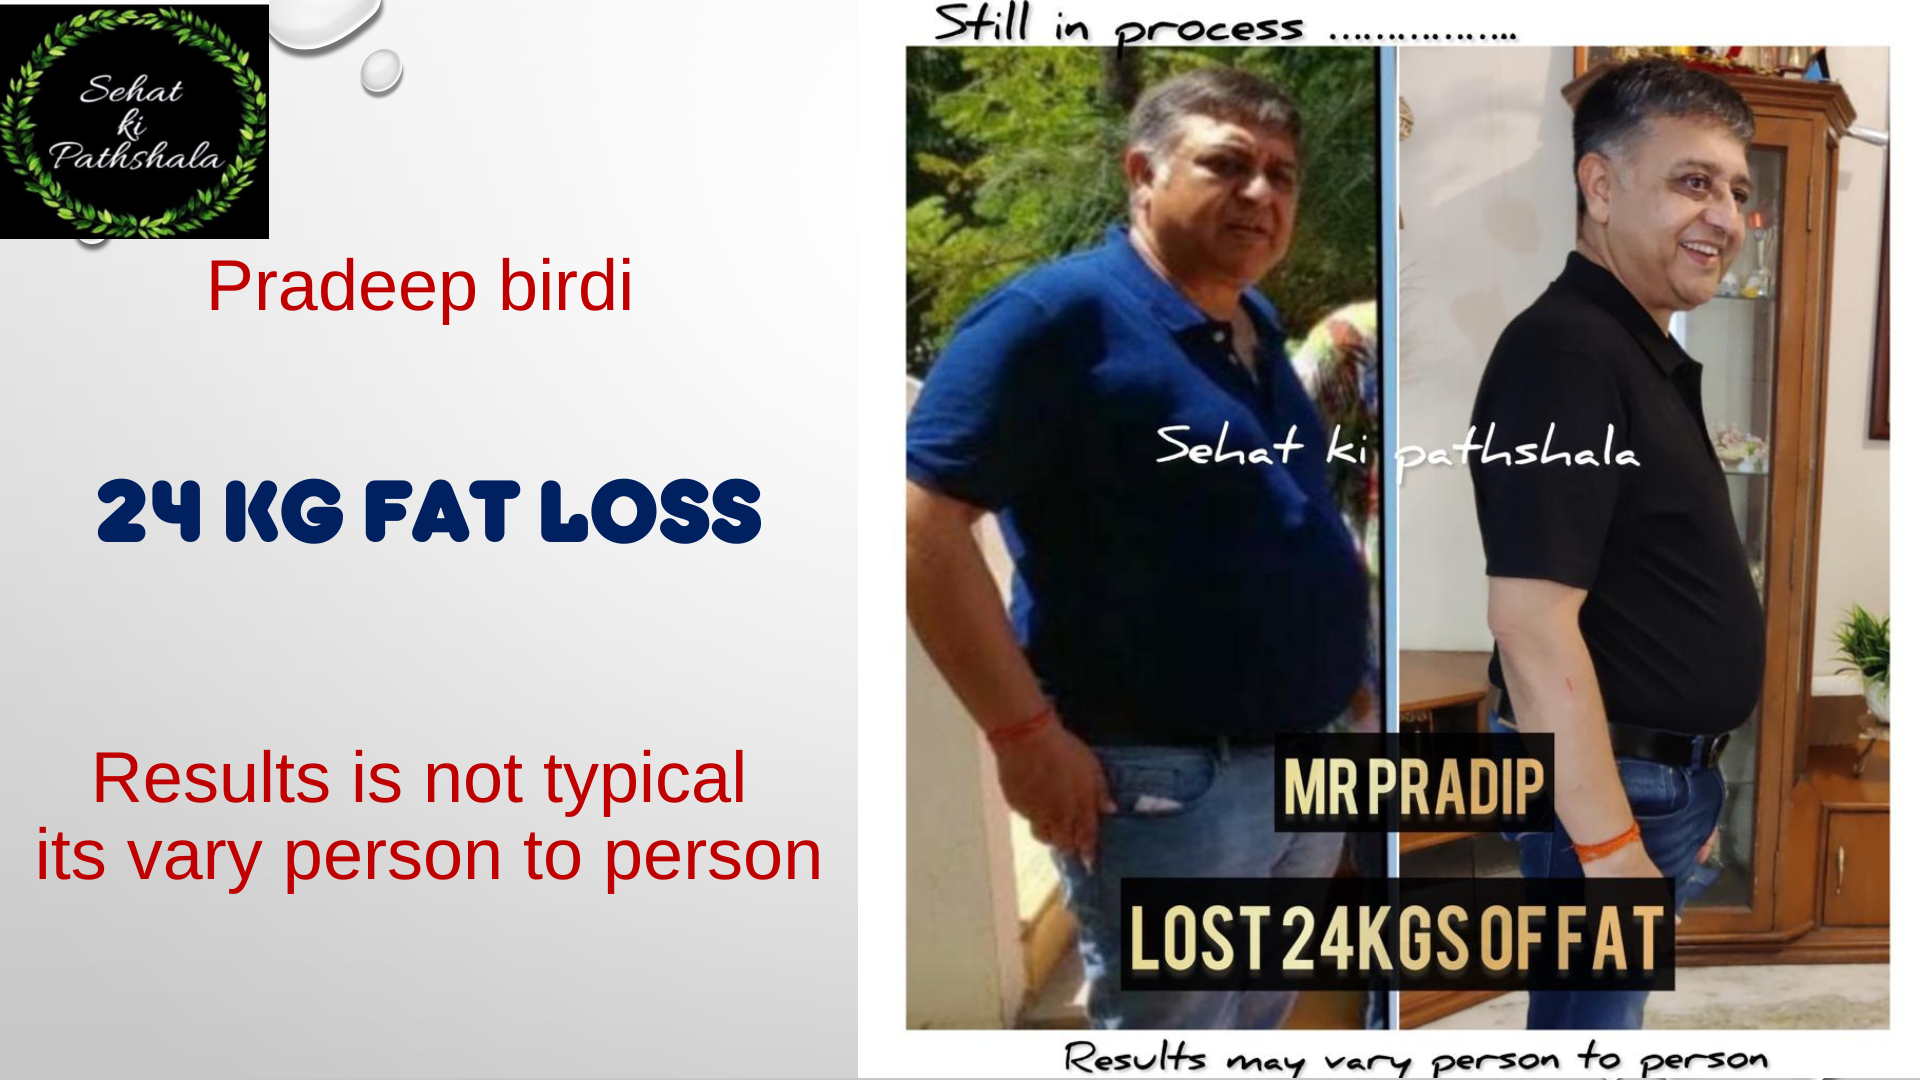 Sehat
ki
Pathshala
Pradeep birdi
24 KG FAT LOSS
Results is not typical
its vary person to person
Still in process .................
Sehat ki pathshala
MR PRADIP
LOST 24KGS OF FAT
Results may vary person to person